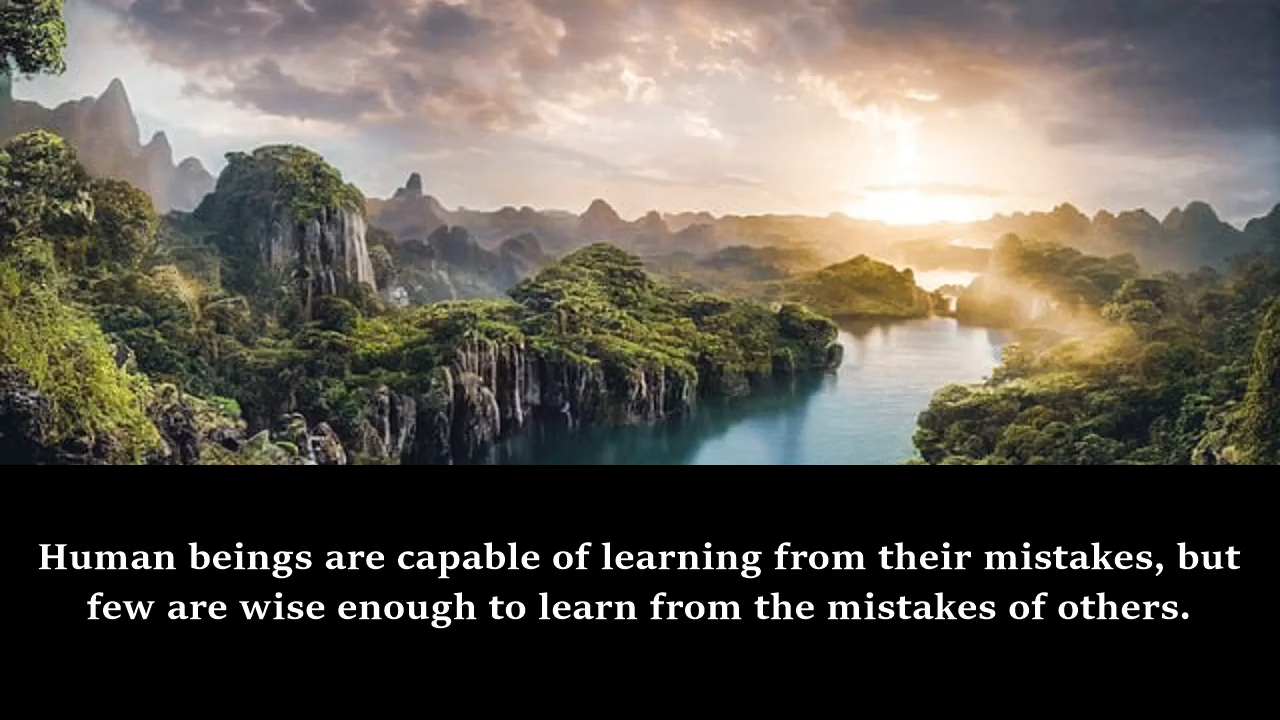 Human beings are capable of learning from their mistakes, but
few are wise enough to learn from the mistakes of others.